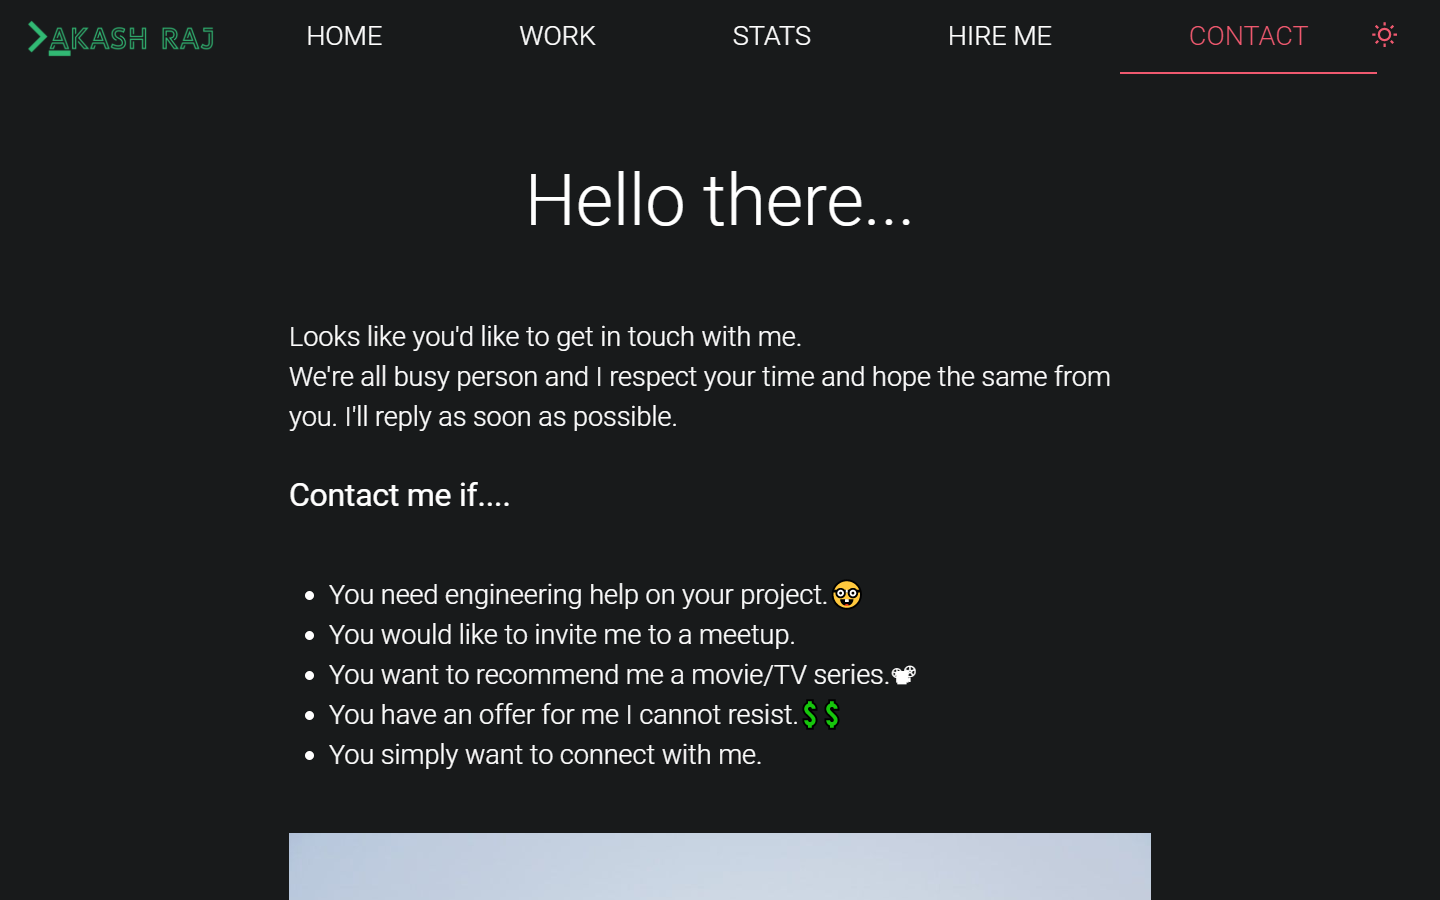 AKASH RAJ
HOME
WORK
STATS
HIRE ME
CONTACT
Hello there...
Looks like you'd like to get in touch with me.
We're all busy person and I respect your time and hope the same from
you. I'll reply as soon as possible.
Contact me if....
You need engineering help on your project.
You would like to invite me to a meetup.
You want to recommend me a movie/TV series.
You have an offer for me I cannot resist.
You simply want to connect with me.